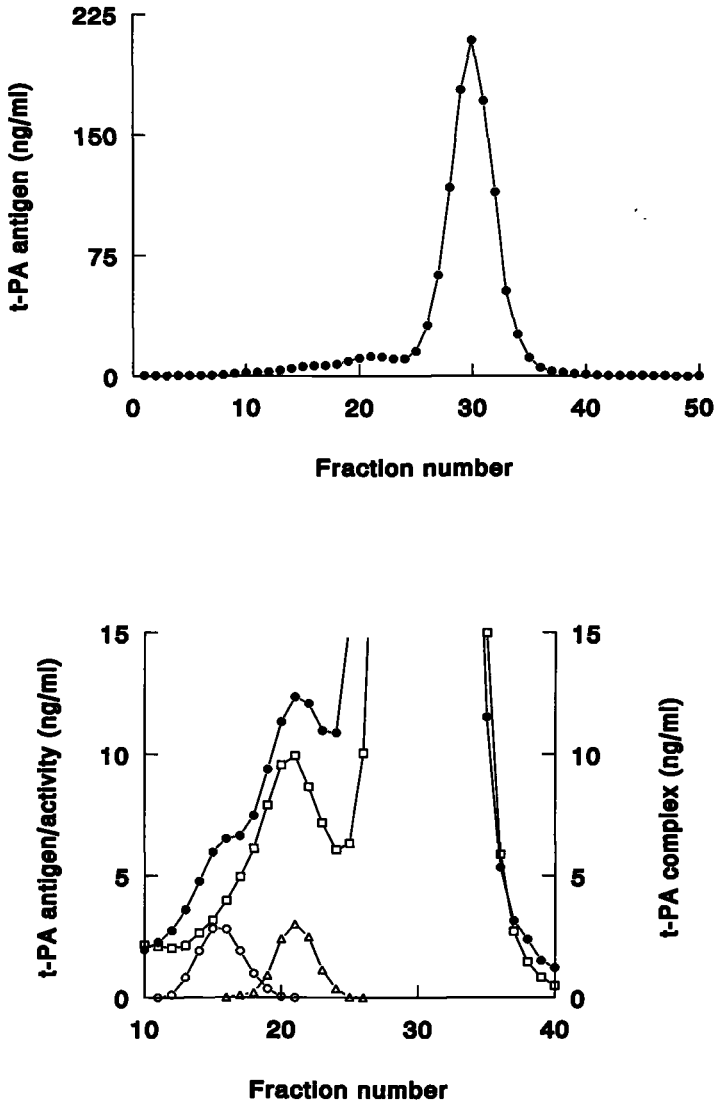 225
150
75
0
t-PA antigen (ng/ml)
0 10 20 30 40 50
Fraction number
15 15
10 10
5 5
0 0
t-PA antigen/activity (ng/ml)
t-PA complex (ng/ml)
10 20 30 40
Fraction number